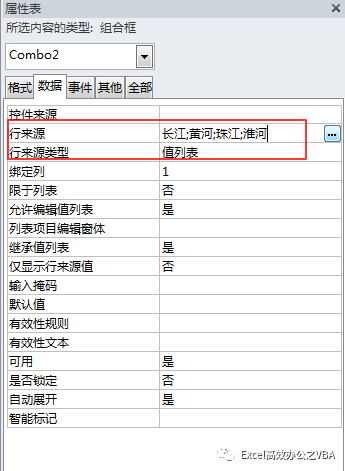 属性表
所选内容的类型: 组合框
Combo2
格式 数据 事件 其他 全部
控件来源
行来源 长江;黄河;珠江;淮河
行来源类型 值列表
绑定列 1
限于列表 否
允许编辑值列表 是
列表项目编辑窗体
继承值列表 是
仅显示行来源值 否
输入掩码
默认值
有效性规则
有效性文本
可用 是
是否锁定 否
自动展开 是
智能标记
Excel高效办公之VBA